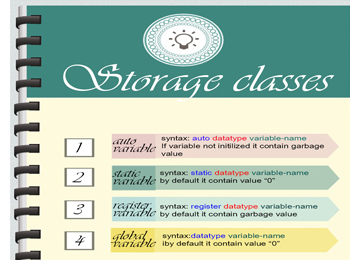 Storage classes
1
auto
variable
syntax: auto datatype variable-name
If variable not initilized it contain garbage
value
2
static
variable
syntax: static datatype variable-name
by default it contain value "0"
3
register
variable
syntax: register datatype variable-name
by default it contain garbage value
4
global
variable
syntax:datatype variable-name
iby default it contain value "0"